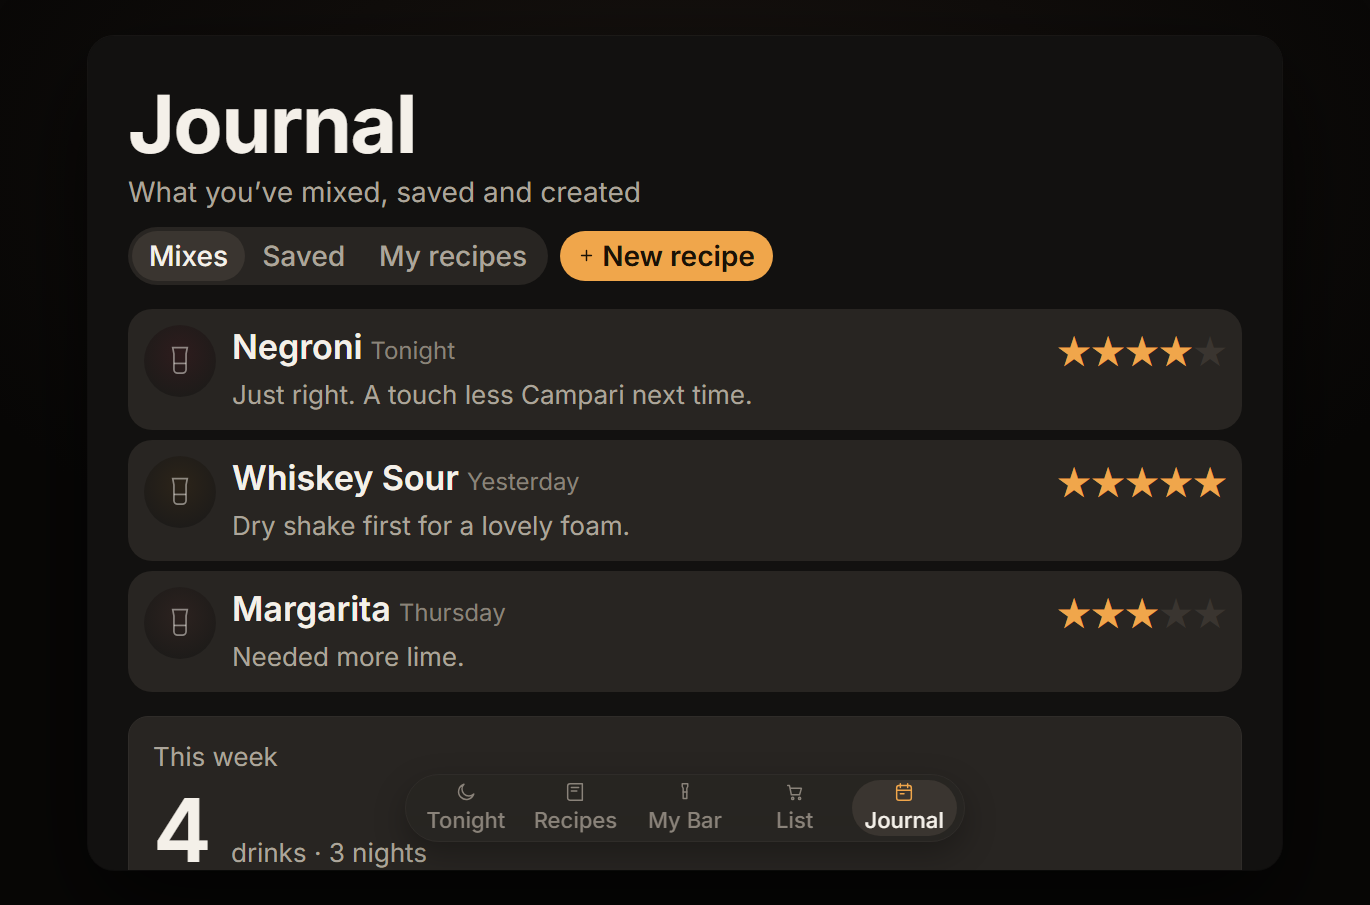 Journal
What you’ve mixed, saved and created
Mixes Saved My recipes + New recipe
Negroni Tonight
Just right. A touch less Campari next time.
Whiskey Sour Yesterday
Dry shake first for a lovely foam.
Margarita Thursday
Needed more lime.
This week
4 drinks · 3 nights
Tonight Recipes My Bar List Journal